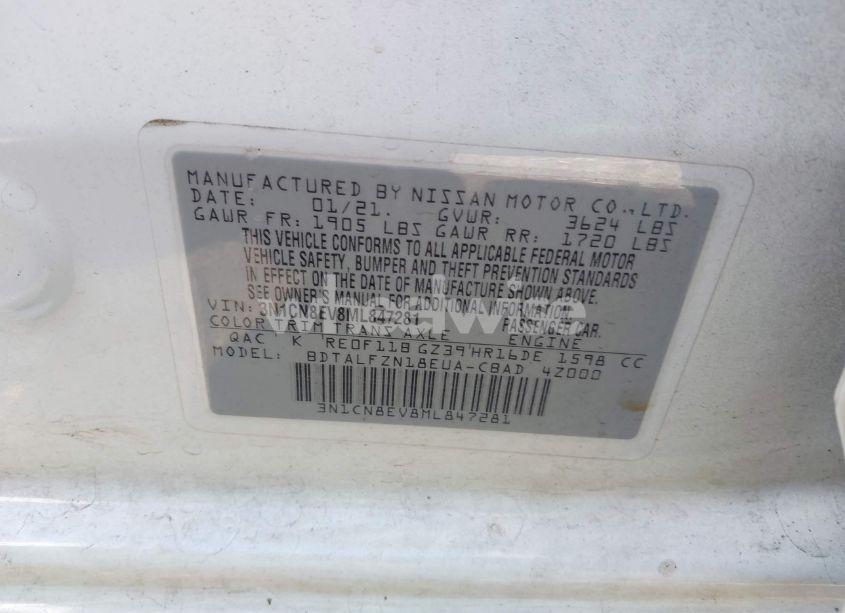 MANUFACTURED BY NISSAN MOTOR CO., LTD.
DATE: 01/21. GVWR: 3624 LBS
GAWR FR: 1905 LBS GAWR RR: 1720 LBS
THIS VEHICLE CONFORMS TO ALL APPLICABLE FEDERAL MOTOR
VEHICLE SAFETY, BUMPER AND THEFT PREVENTION STANDARDS
IN EFFECT ON THE DATE OF MANUFACTURE SHOWN ABOVE.
SEE OWNER'S MANUAL FOR ADDITIONAL INFORMATION.
VIN: 3N1CN8EV8ML847281 PASSENGER CAR.
COLOR TRIM TRANS AXLE ENGINE
QAC K RE0F11B GZ39 HR16DE 1598 CC
MODEL: BDTALFZN18EUA-CBAD 4Z000
3N1CN8EV8ML847281